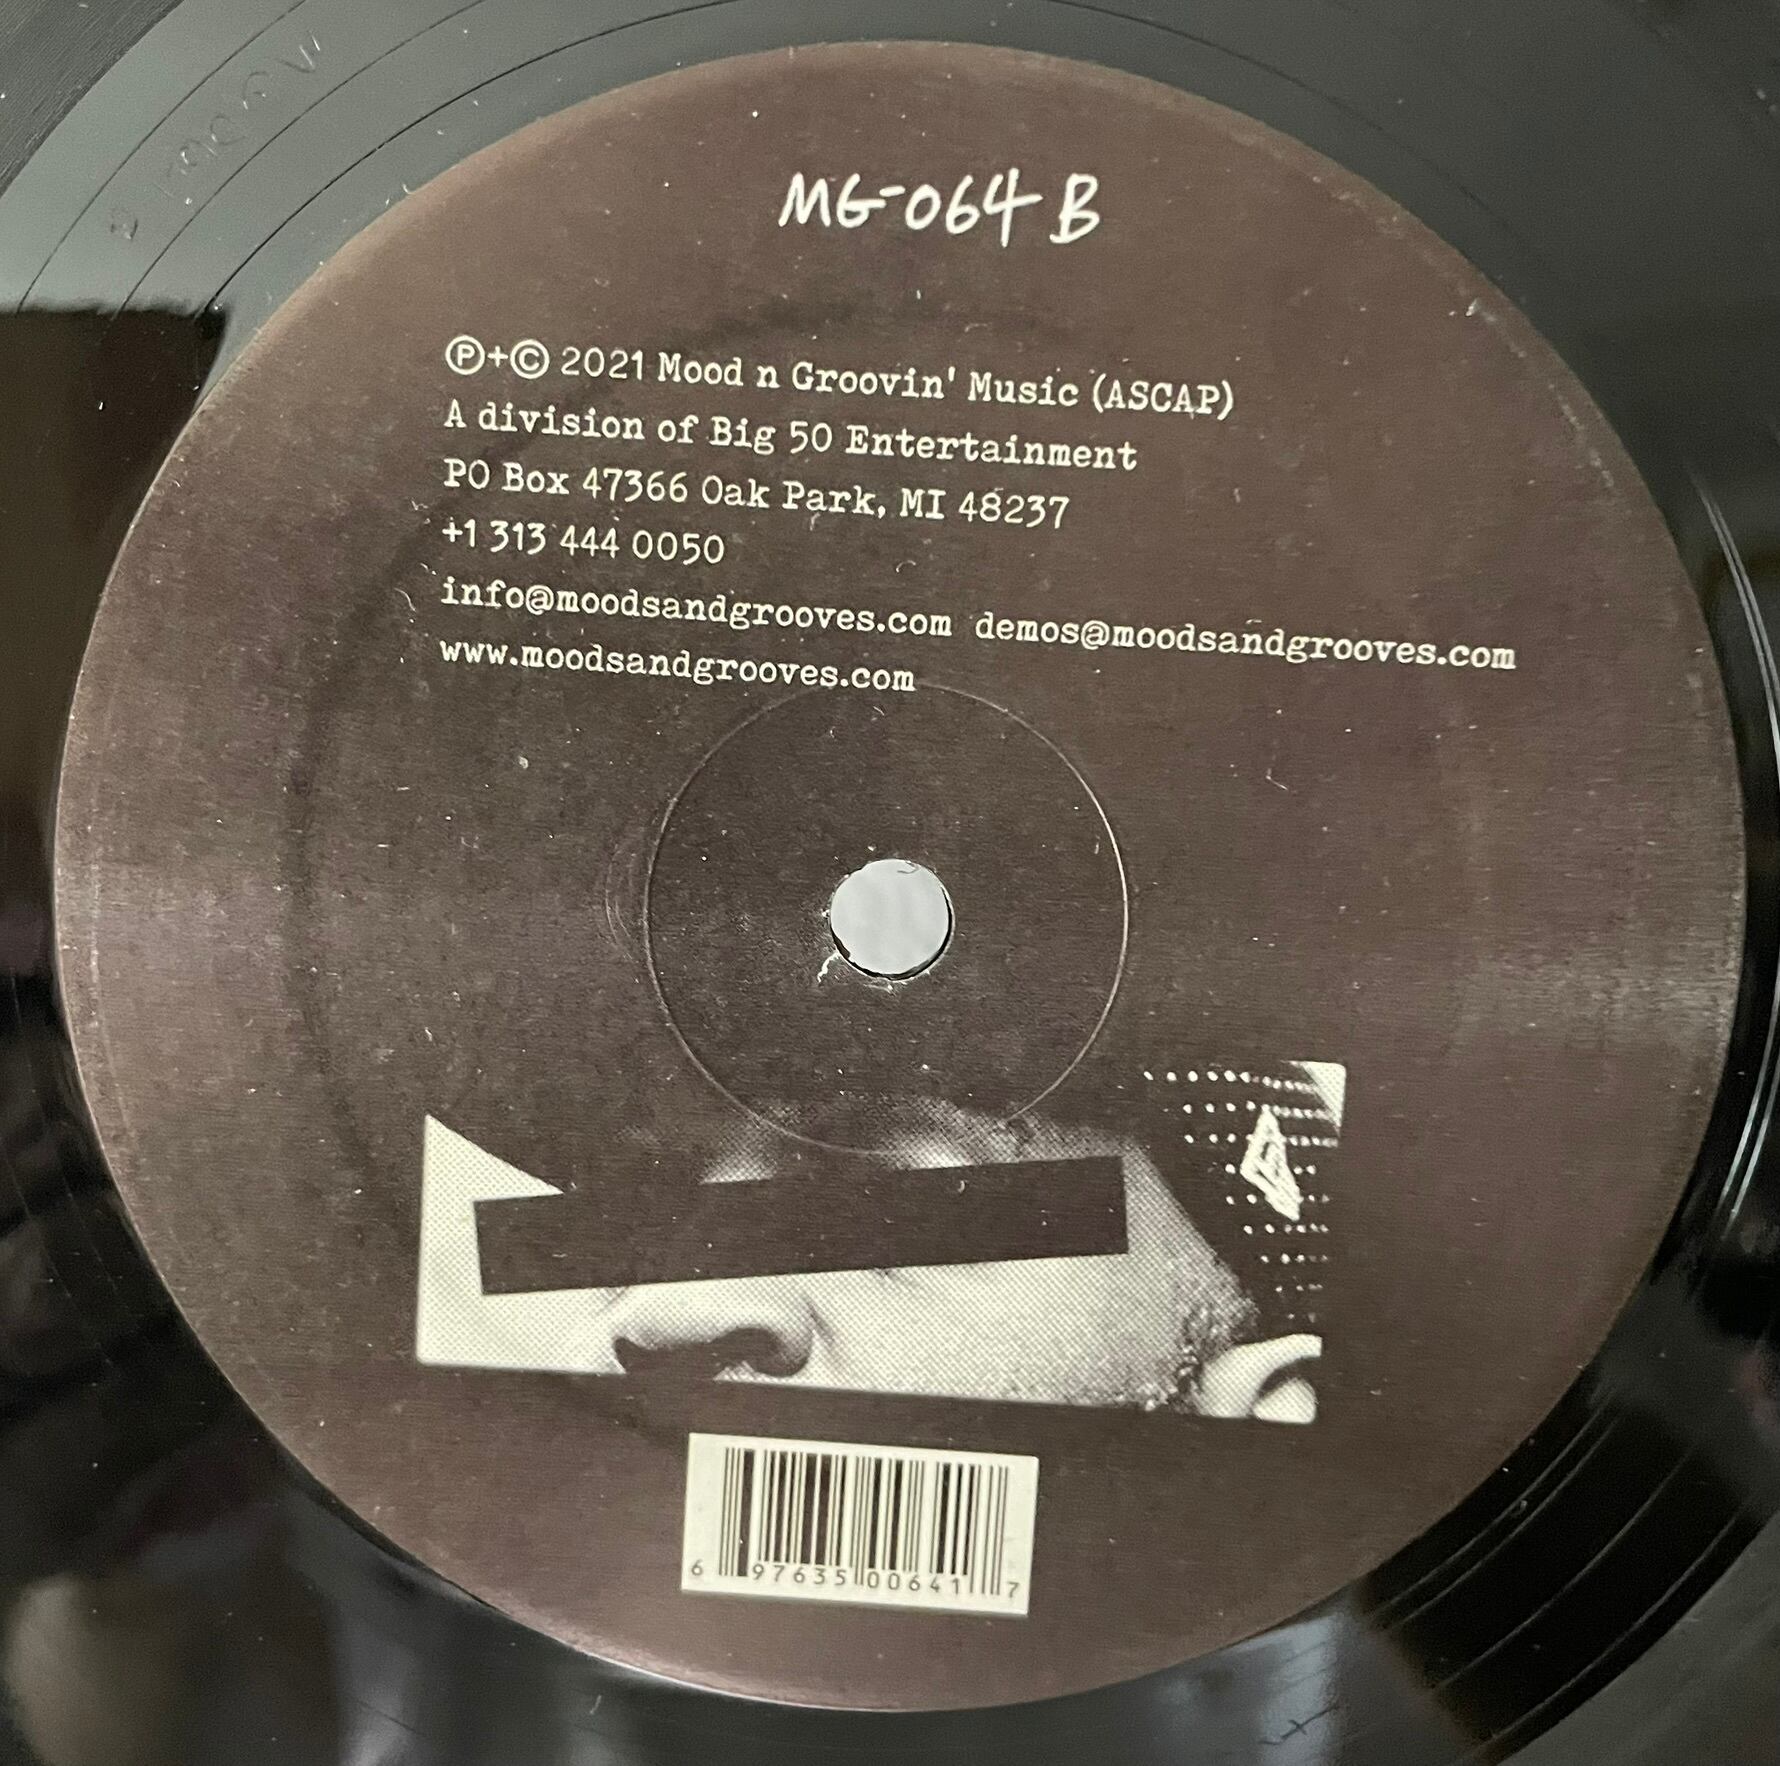 MG-064 B
℗+© 2021 Mood n Groovin' Music (ASCAP)
A division of Big 50 Entertainment
PO Box 47366 Oak Park, MI 48237
+1 313 444 0050
info@moodsandgrooves.com demos@moodsandgrooves.com
www.moodsandgrooves.com
6 97635 00641 7